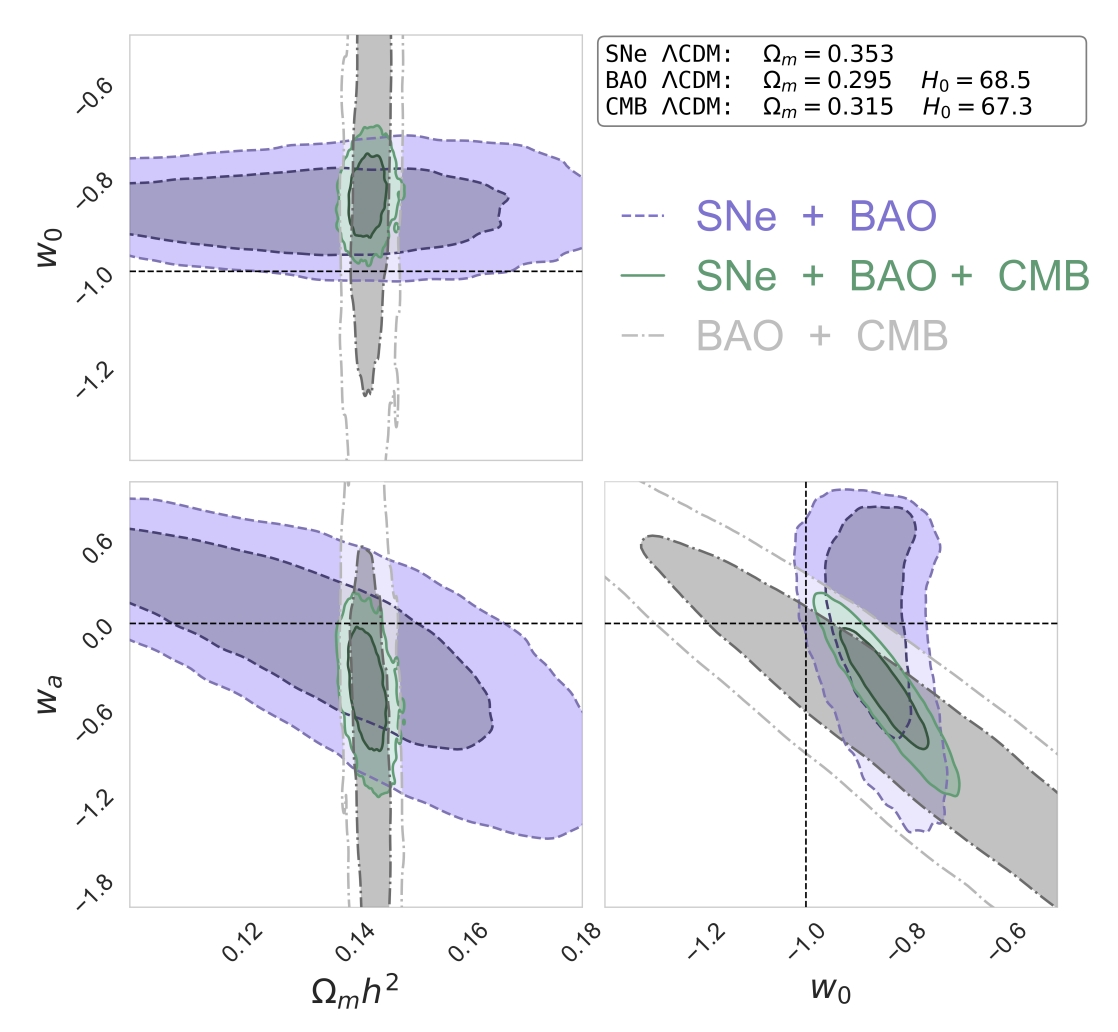 SNe ΛCDM: Ωₘ = 0.353
BAO ΛCDM: Ωₘ = 0.295 H₀ = 68.5
CMB ΛCDM: Ωₘ = 0.315 H₀ = 67.3
SNe + BAO
SNe + BAO + CMB
BAO + CMB
w₀
−0.6
−0.8
−1.0
−1.2
wₐ
0.6
0.0
−0.6
−1.2
−1.8
0.12
0.14
0.16
0.18
Ωₘh²
−1.2
−1.0
−0.8
−0.6
w₀